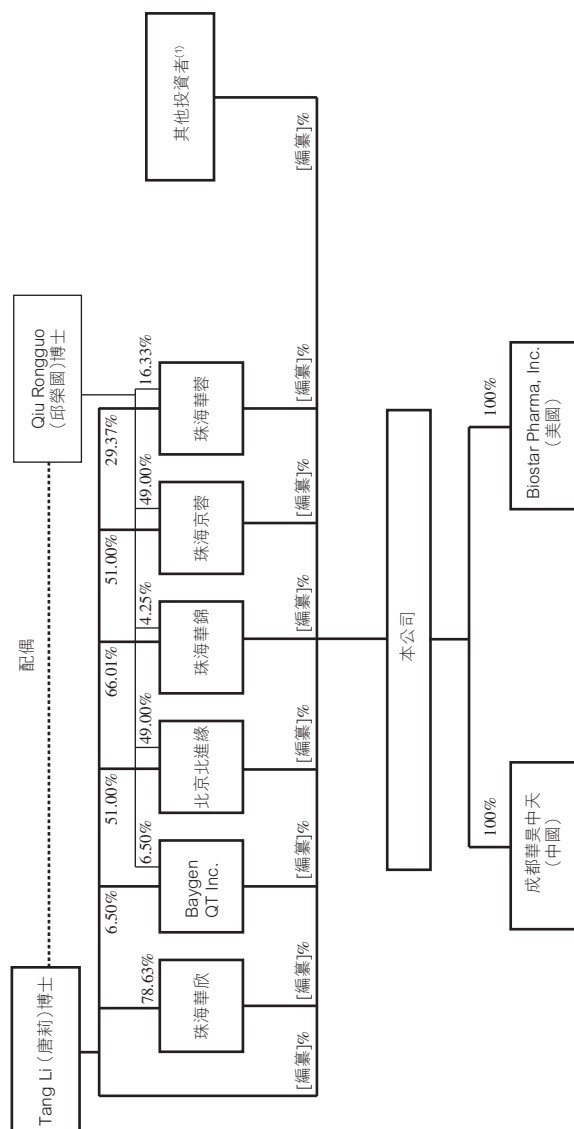 配偶
Tang Li (唐莉)博士
Qiu Rongguo
(邱榮國)博士
其他投資者(1)
78.63%
6.50%
6.50%
51.00%
49.00%
66.01%
4.25%
51.00%
49.00%
29.37%
16.33%
珠海華欣
Baygen
QT Inc.
北京北進緣
珠海華錦
珠海京蓉
珠海華蓉
[編纂]%
[編纂]%
[編纂]%
[編纂]%
[編纂]%
[編纂]%
[編纂]%
[編纂]%
本公司
100%
100%
成都華昊中天
(中國)
Biostar Pharma, Inc.
(美國)